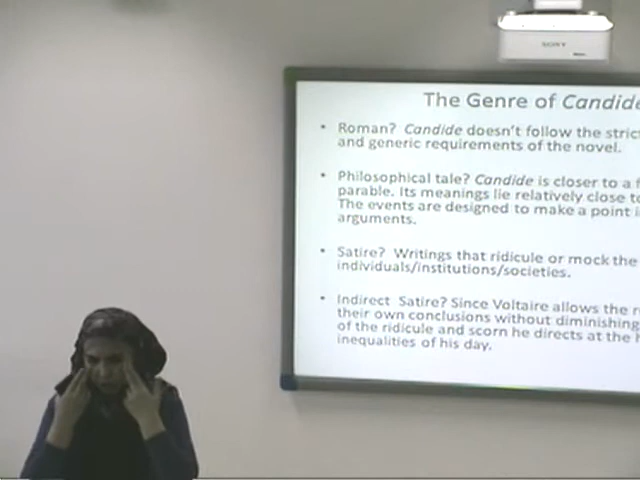 SONY
The Genre of Candide
• Roman? Candide doesn't follow the stric
and generic requirements of the novel.
• Philosophical tale? Candide is closer to a f
parable. Its meanings lie relatively close to
The events are designed to make a point i
arguments.
• Satire? Writings that ridicule or mock the
individuals/institutions/societies.
• Indirect Satire? Since Voltaire allows the r
their own conclusions without diminishing
of the ridicule and scorn he directs at the h
inequalities of his day.